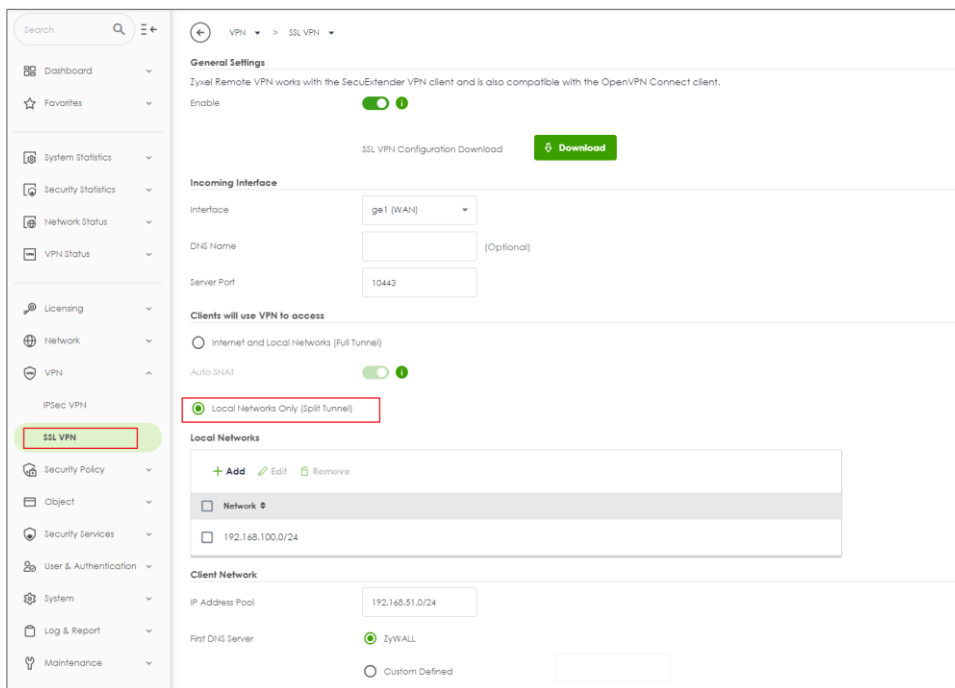 Search
VPN > SSL VPN
General Settings
Dashboard
Zyxel Remote VPN works with the SecuExtender VPN client and is also compatible with the OpenVPN Connect client.
Favorites
Enable
SSL VPN Configuration Download
Download
System Statistics
Security Statistics
Incoming Interface
Network Status
Interface
ge1 (WAN)
VPN Status
DNS Name
(Optional)
Server Port
10443
Licensing
Clients will use VPN to access
Network
Internet and Local Networks (Full Tunnel)
VPN
Auto SNAT
IPSec VPN
Local Networks Only (Split Tunnel)
SSL VPN
Local Networks
Security Policy
Add Edit Remove
Object
Network
Security Services
192.168.100.0/24
User & Authentication
Client Network
System
IP Address Pool
192.168.51.0/24
Log & Report
First DNS Server
ZyWALL
Maintenance
Custom Defined